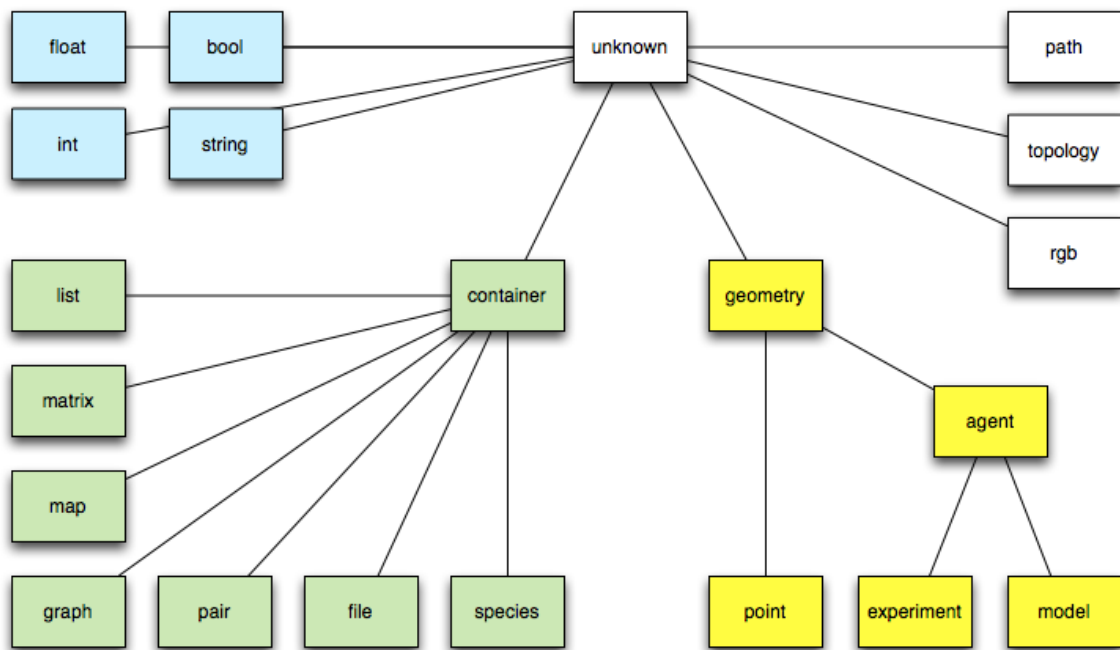 float
bool
unknown
path
int
string
topology
rgb
list
container
geometry
matrix
agent
map
graph
pair
file
species
point
experiment
model